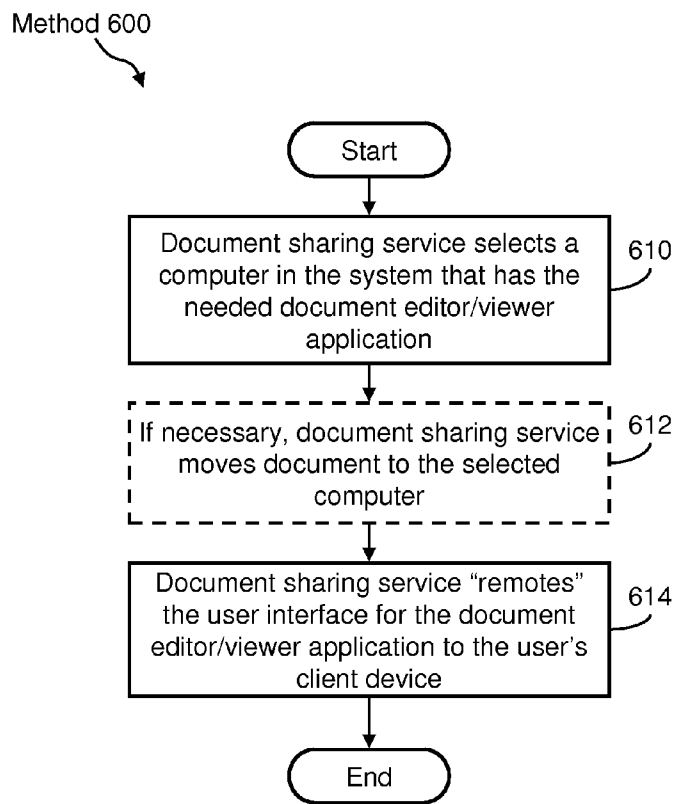 Method 600
Start
Document sharing service selects a
computer in the system that has the
needed document editor/viewer
application
610
If necessary, document sharing service
moves document to the selected
computer
612
Document sharing service “remotes”
the user interface for the document
editor/viewer application to the user’s
client device
614
End